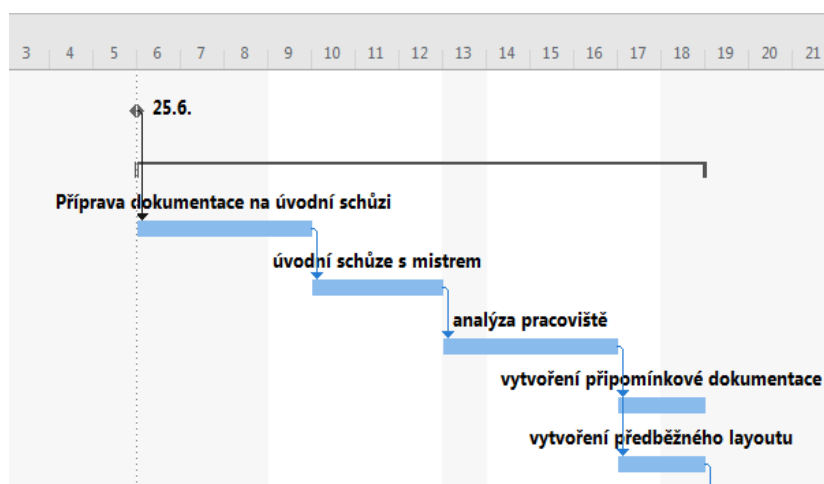 3 4 5 6 7 8 9 10 11 12 13 14 15 16 17 18 19 20 21
25.6.
Příprava dokumentace na úvodní schůzi
úvodní schůze s mistrem
analýza pracoviště
vytvoření připomínkové dokumentace
vytvoření předběžného layoutu